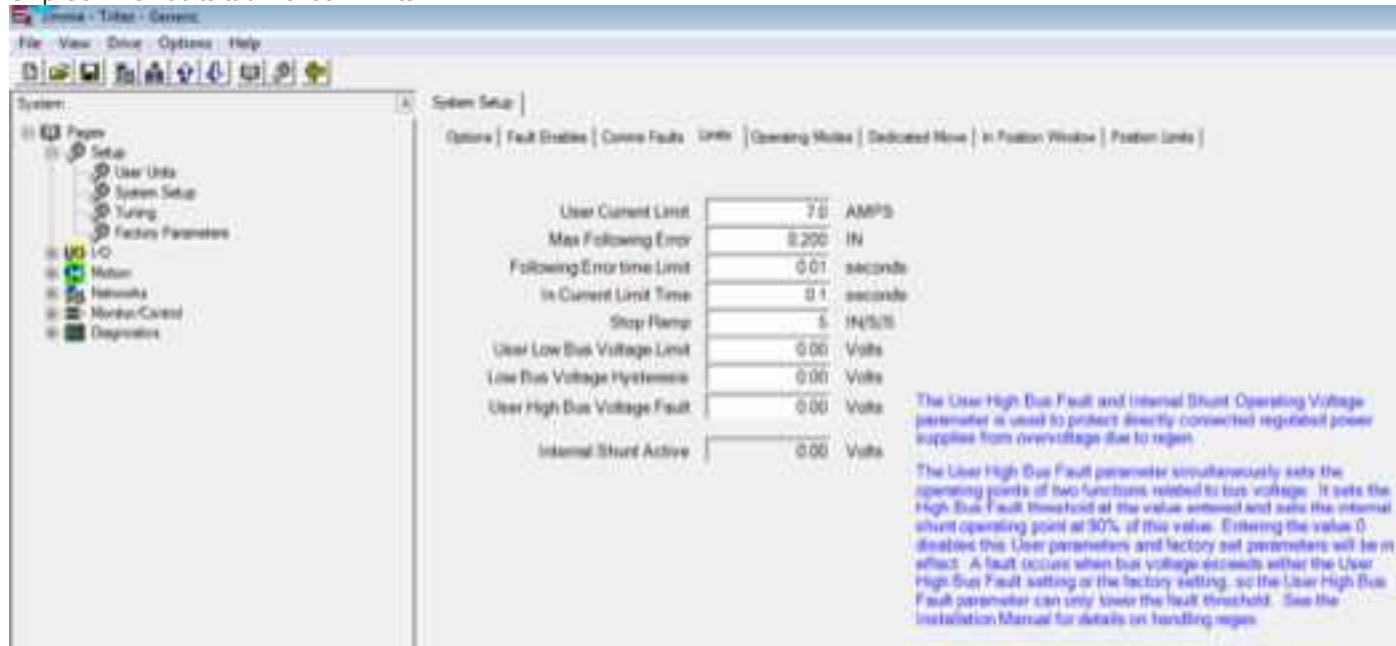 Tritex - Generic
File View Drive Options Help
System
System Setup
Pages
Setup
User Units
System Setup
Tuning
Factory Parameters
I/O
Motion
Networks
Monitor/Control
Diagnostics
Options | Fault Enables | Comms Faults | Limits | Operating Modes | Dedicated Move | In Position Window | Position Limits
User Current Limit 7.0 AMPS
Max Following Error 0.200 IN
Following Error time Limit 0.01 seconds
In Current Limit Time 0.1 seconds
Stop Ramp 5 IN/S/S
User Low Bus Voltage Limit 0.00 Volts
Low Bus Voltage Hysteresis 0.00 Volts
User High Bus Voltage Fault 0.00 Volts
Internal Shunt Active 0.00 Volts
The User High Bus Fault and Internal Shunt Operating Voltage
parameter is used to protect directly connected regulated power
supplies from overvoltage due to regen.
The User High Bus Fault parameter simultaneously sets the
operating points of two functions related to bus voltage. It sets the
High Bus Fault threshold at the value entered and sets the internal
shunt operating point at 90% of this value. Entering the value 0
disables this User parameters and factory set parameters will be in
effect. A fault occurs when bus voltage exceeds either the User
High Bus Fault setting or the factory setting, so the User High Bus
Fault parameter can only lower the fault threshold. See the
Installation Manual for details on handling regen.